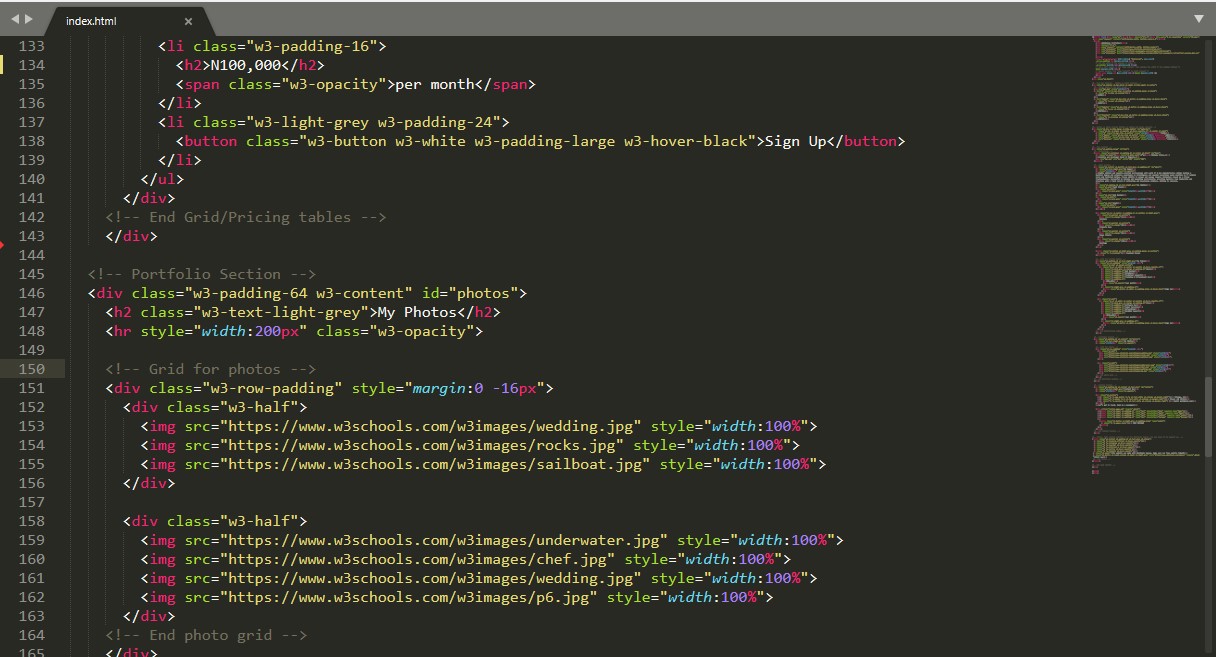 index.html
133 <li class="w3-padding-16">
134 <h2>N100,000</h2>
135 <span class="w3-opacity">per month</span>
136 </li>
137 <li class="w3-light-grey w3-padding-24">
138 <button class="w3-button w3-white w3-padding-large w3-hover-black">Sign Up</button>
139 </li>
140 </ul>
141 </div>
142 <!-- End Grid/Pricing tables -->
143 </div>
144
145 <!-- Portfolio Section -->
146 <div class="w3-padding-64 w3-content" id="photos">
147 <h2 class="w3-text-light-grey">My Photos</h2>
148 <hr style="width:200px" class="w3-opacity">
149
150 <!-- Grid for photos -->
151 <div class="w3-row-padding" style="margin:0 -16px">
152 <div class="w3-half">
153 <img src="https://www.w3schools.com/w3images/wedding.jpg" style="width:100%">
154 <img src="https://www.w3schools.com/w3images/rocks.jpg" style="width:100%">
155 <img src="https://www.w3schools.com/w3images/sailboat.jpg" style="width:100%">
156 </div>
157
158 <div class="w3-half">
159 <img src="https://www.w3schools.com/w3images/underwater.jpg" style="width:100%">
160 <img src="https://www.w3schools.com/w3images/chef.jpg" style="width:100%">
161 <img src="https://www.w3schools.com/w3images/wedding.jpg" style="width:100%">
162 <img src="https://www.w3schools.com/w3images/p6.jpg" style="width:100%">
163 </div>
164 <!-- End photo grid -->
165 </div>